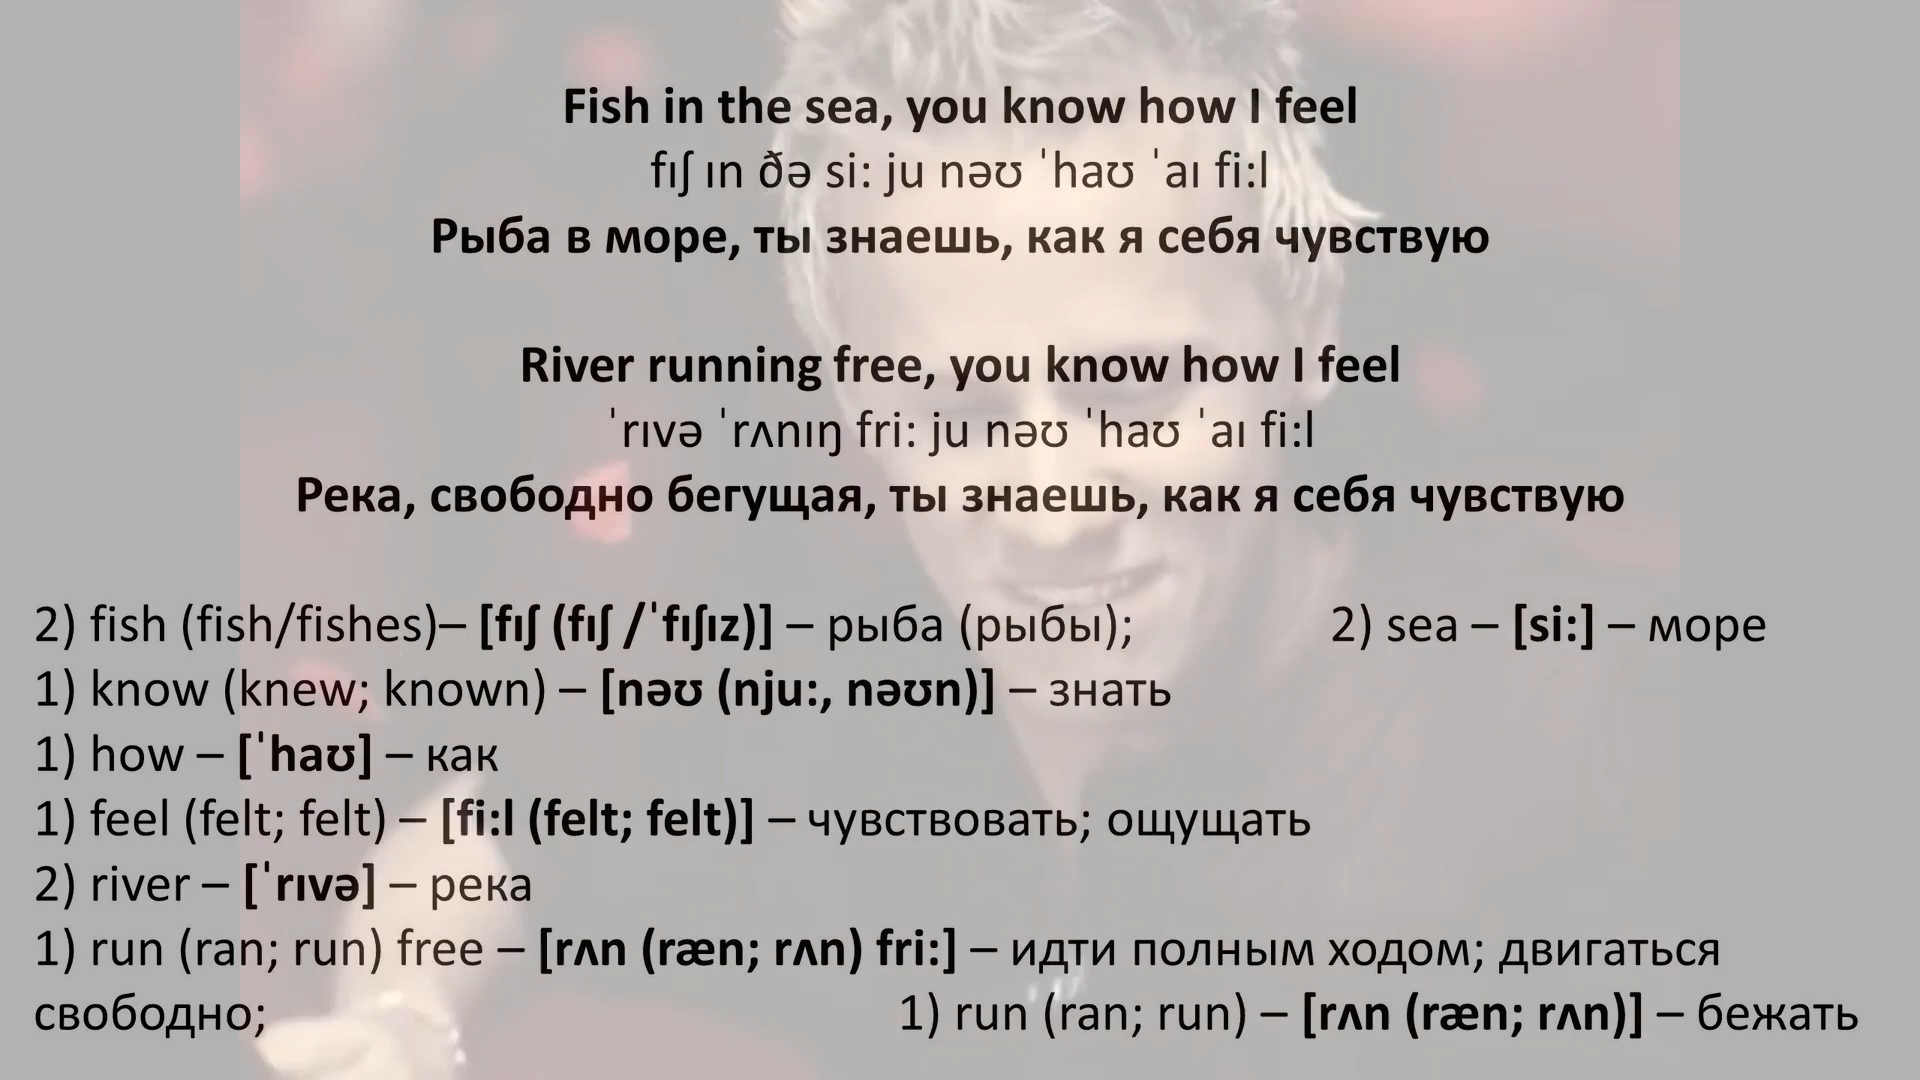 Fish in the sea, you know how I feel
fɪʃ ɪn ðə si: ju nəʊ ˈhaʊ ˈaɪ fi:l
Рыба в море, ты знаешь, как я себя чувствую
River running free, you know how I feel
ˈrɪvə ˈrʌnɪŋ fri: ju nəʊ ˈhaʊ ˈaɪ fi:l
Река, свободно бегущая, ты знаешь, как я себя чувствую
2) fish (fish/fishes)– [fɪʃ (fɪʃ /ˈfɪʃɪz)] – рыба (рыбы); 2) sea – [si:] – море
1) know (knew; known) – [nəʊ (nju:, nəʊn)] – знать
1) how – [ˈhaʊ] – как
1) feel (felt; felt) – [fi:l (felt; felt)] – чувствовать; ощущать
2) river – [ˈrɪvə] – река
1) run (ran; run) free – [rʌn (ræn; rʌn) fri:] – идти полным ходом; двигаться
свободно; 1) run (ran; run) – [rʌn (ræn; rʌn)] – бежать